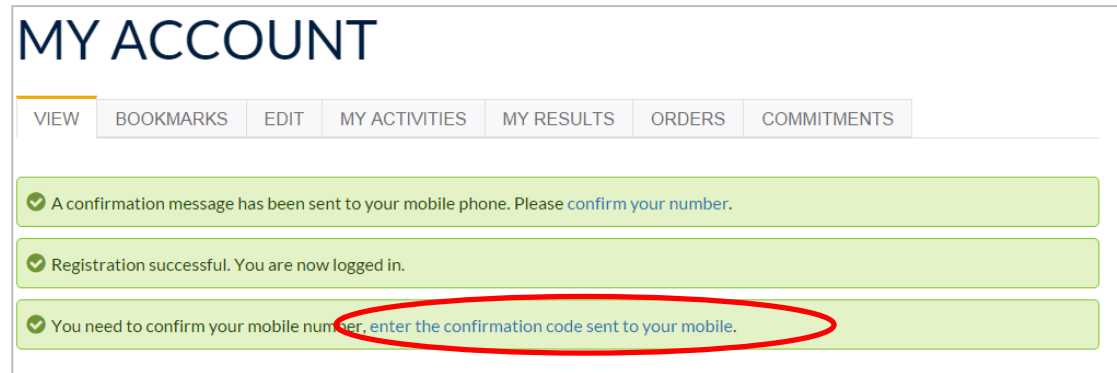 MY ACCOUNT
VIEW BOOKMARKS EDIT MY ACTIVITIES MY RESULTS ORDERS COMMITMENTS
A confirmation message has been sent to your mobile phone. Please confirm your number.
Registration successful. You are now logged in.
You need to confirm your mobile number, enter the confirmation code sent to your mobile.